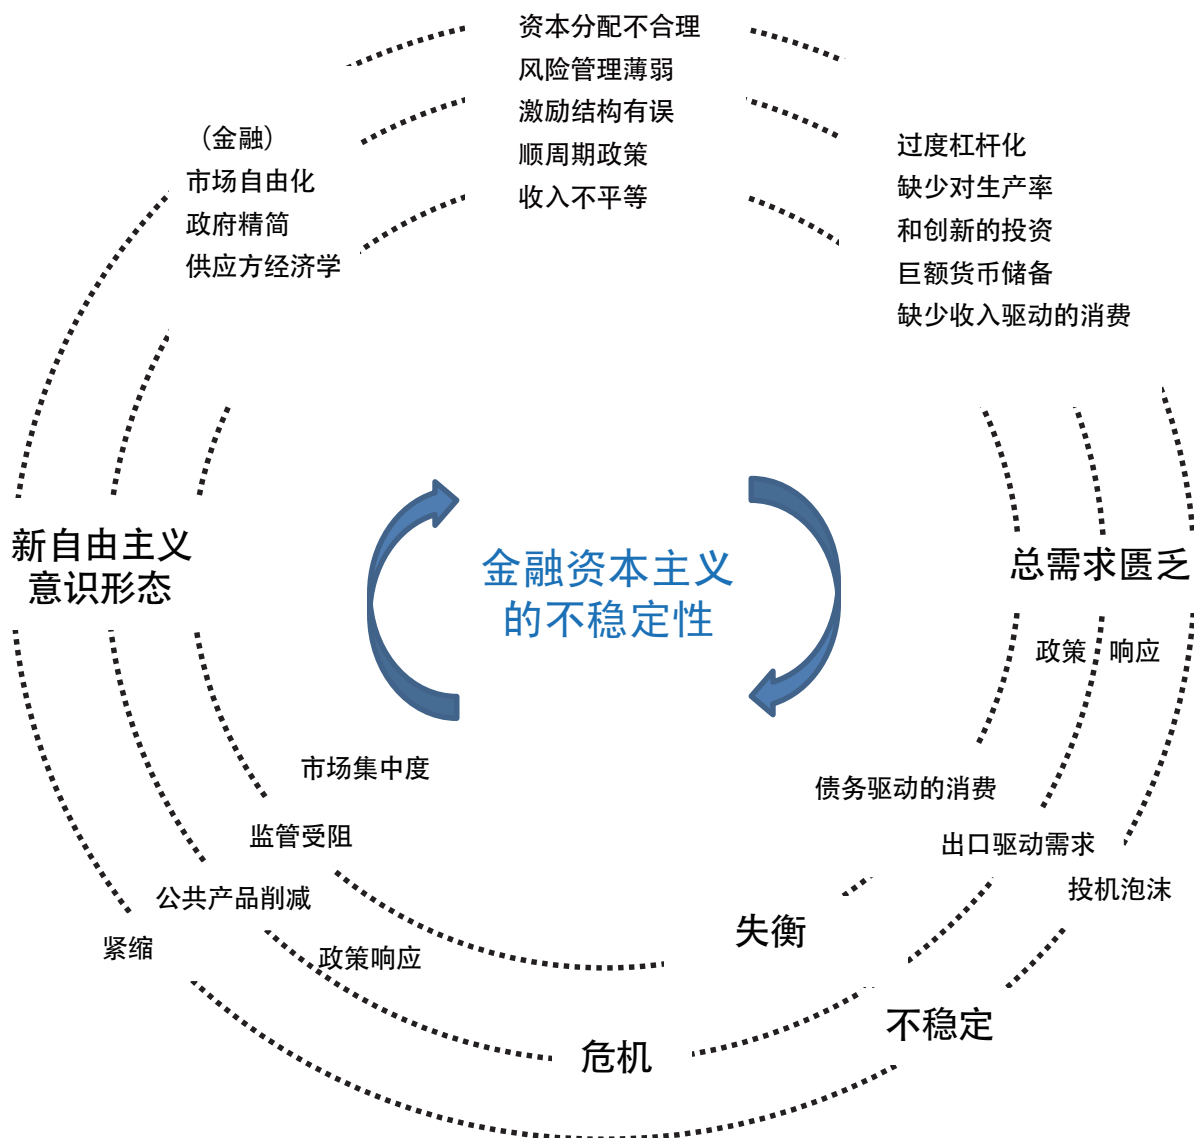 资本分配不合理
风险管理薄弱
激励结构有误
顺周期政策
收入不平等
（金融）
市场自由化
政府精简
供应方经济学
过度杠杆化
缺少对生产率
和创新的投资
巨额货币储备
缺少收入驱动的消费
新自由主义
意识形态
金融资本主义
的不稳定性
总需求匮乏
政策 响应
市场集中度
债务驱动的消费
监管受阻
出口驱动需求
公共产品削减
投机泡沫
紧缩
政策响应
失衡
不稳定
危机